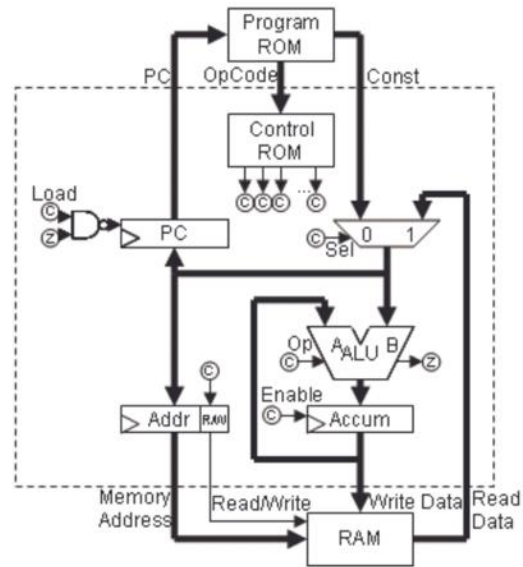 Program
ROM
PC
OpCode
Const
Control
ROM
C C C ... C
Load
C
Z
PC
C
Sel
0 1
Op
C
A ALU B
Z
C
Enable
C
Addr
R/W
Accum
Memory
Address
Read/Write
Write Data
Read
Data
RAM